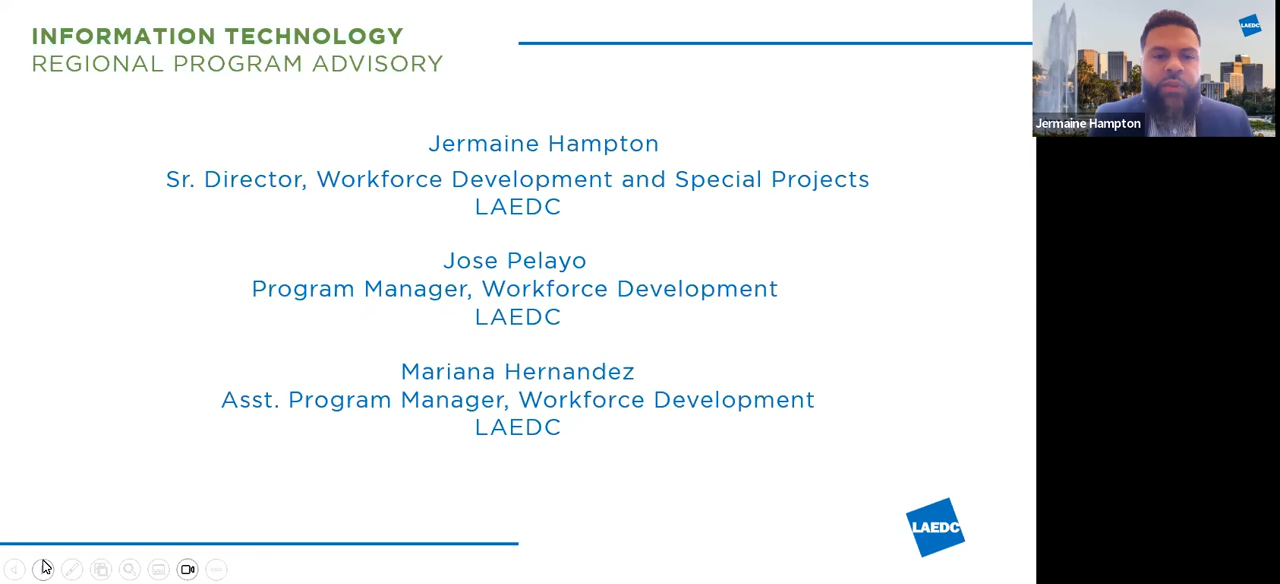 INFORMATION TECHNOLOGY
REGIONAL PROGRAM ADVISORY
LAEDC
Jermaine Hampton
Jermaine Hampton
Sr. Director, Workforce Development and Special Projects
LAEDC
Jose Pelayo
Program Manager, Workforce Development
LAEDC
Mariana Hernandez
Asst. Program Manager, Workforce Development
LAEDC
LAEDC